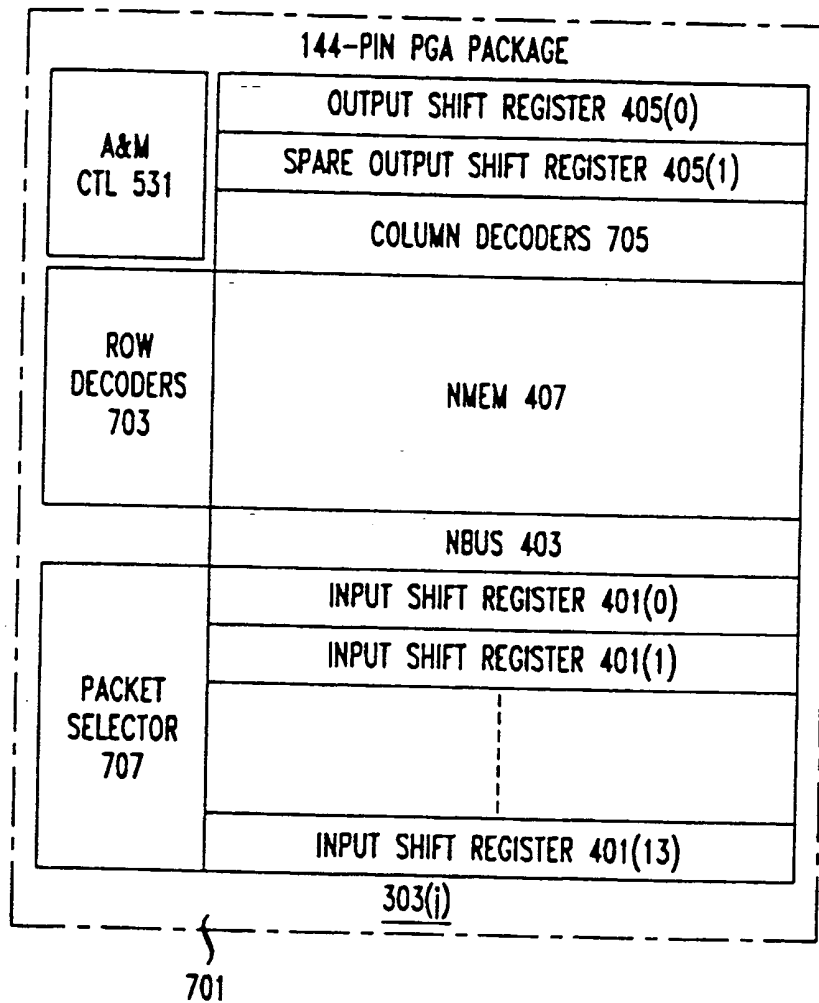 144-PIN PGA PACKAGE
A&M
CTL 531
OUTPUT SHIFT REGISTER 405(0)
SPARE OUTPUT SHIFT REGISTER 405(1)
COLUMN DECODERS 705
ROW
DECODERS
703
NMEM 407
NBUS 403
PACKET
SELECTOR
707
INPUT SHIFT REGISTER 401(0)
INPUT SHIFT REGISTER 401(1)
INPUT SHIFT REGISTER 401(13)
303(j)
701